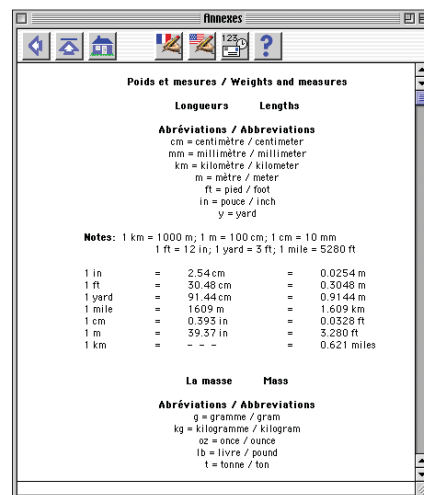 Annexes
123
?
Poids et mesures / Weights and measures
Longueurs Lengths
Abréviations / Abbreviations
cm = centimètre / centimeter
mm = millimètre / millimeter
km = kilomètre / kilometer
m = mètre / meter
ft = pied / foot
in = pouce / inch
y = yard
Notes: 1 km = 1000 m; 1 m = 100 cm; 1 cm = 10 mm
1 ft = 12 in; 1 yard = 3 ft; 1 mile = 5280 ft
1 in = 2.54 cm = 0.0254 m
1 ft = 30.48 cm = 0.3048 m
1 yard = 91.44 cm = 0.9144 m
1 mile = 1609 m = 1.609 km
1 cm = 0.393 in = 0.0328 ft
1 m = 39.37 in = 3.280 ft
1 km = - - - = 0.621 miles
La masse Mass
Abréviations / Abbreviations
g = gramme / gram
kg = kilogramme / kilogram
oz = once / ounce
lb = livre / pound
t = tonne / ton